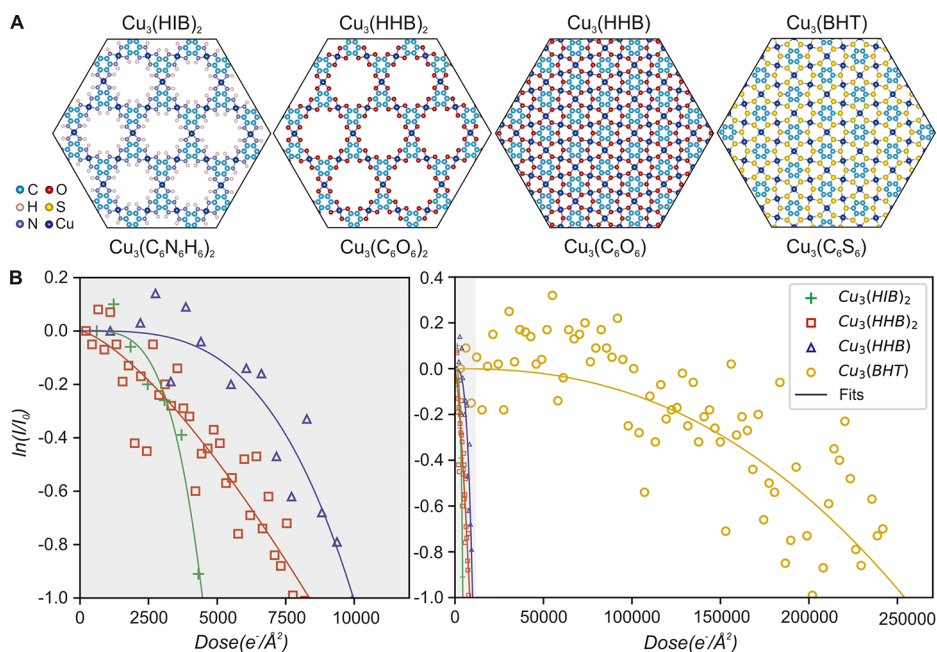 A
Cu₃(HIB)₂ Cu₃(HHB)₂ Cu₃(HHB) Cu₃(BHT)
C O
H S
N Cu
Cu₃(C₆N₆H₆)₂ Cu₃(C₆O₆)₂ Cu₃(C₆O₆) Cu₃(C₆S₆)
B
ln(I/I₀)
0.2
0.0
-0.2
-0.4
-0.6
-0.8
-1.0
0 2500 5000 7500 10000
Dose(e⁻/Å²)
0.4
0.2
0.0
-0.2
-0.4
-0.6
-0.8
-1.0
Cu₃(HIB)₂
Cu₃(HHB)₂
Cu₃(HHB)
Cu₃(BHT)
Fits
0 50000 100000 150000 200000 250000
Dose(e⁻/Å²)